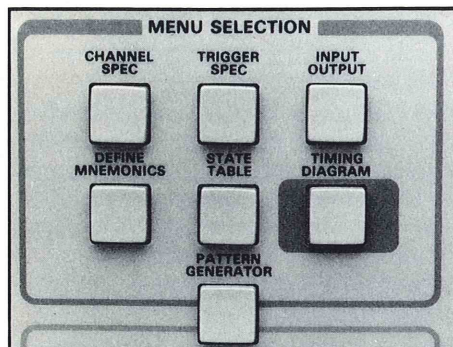 MENU SELECTION
CHANNEL
SPEC
TRIGGER
SPEC
INPUT
OUTPUT
DEFINE
MNEMONICS
STATE
TABLE
TIMING
DIAGRAM
PATTERN
GENERATOR